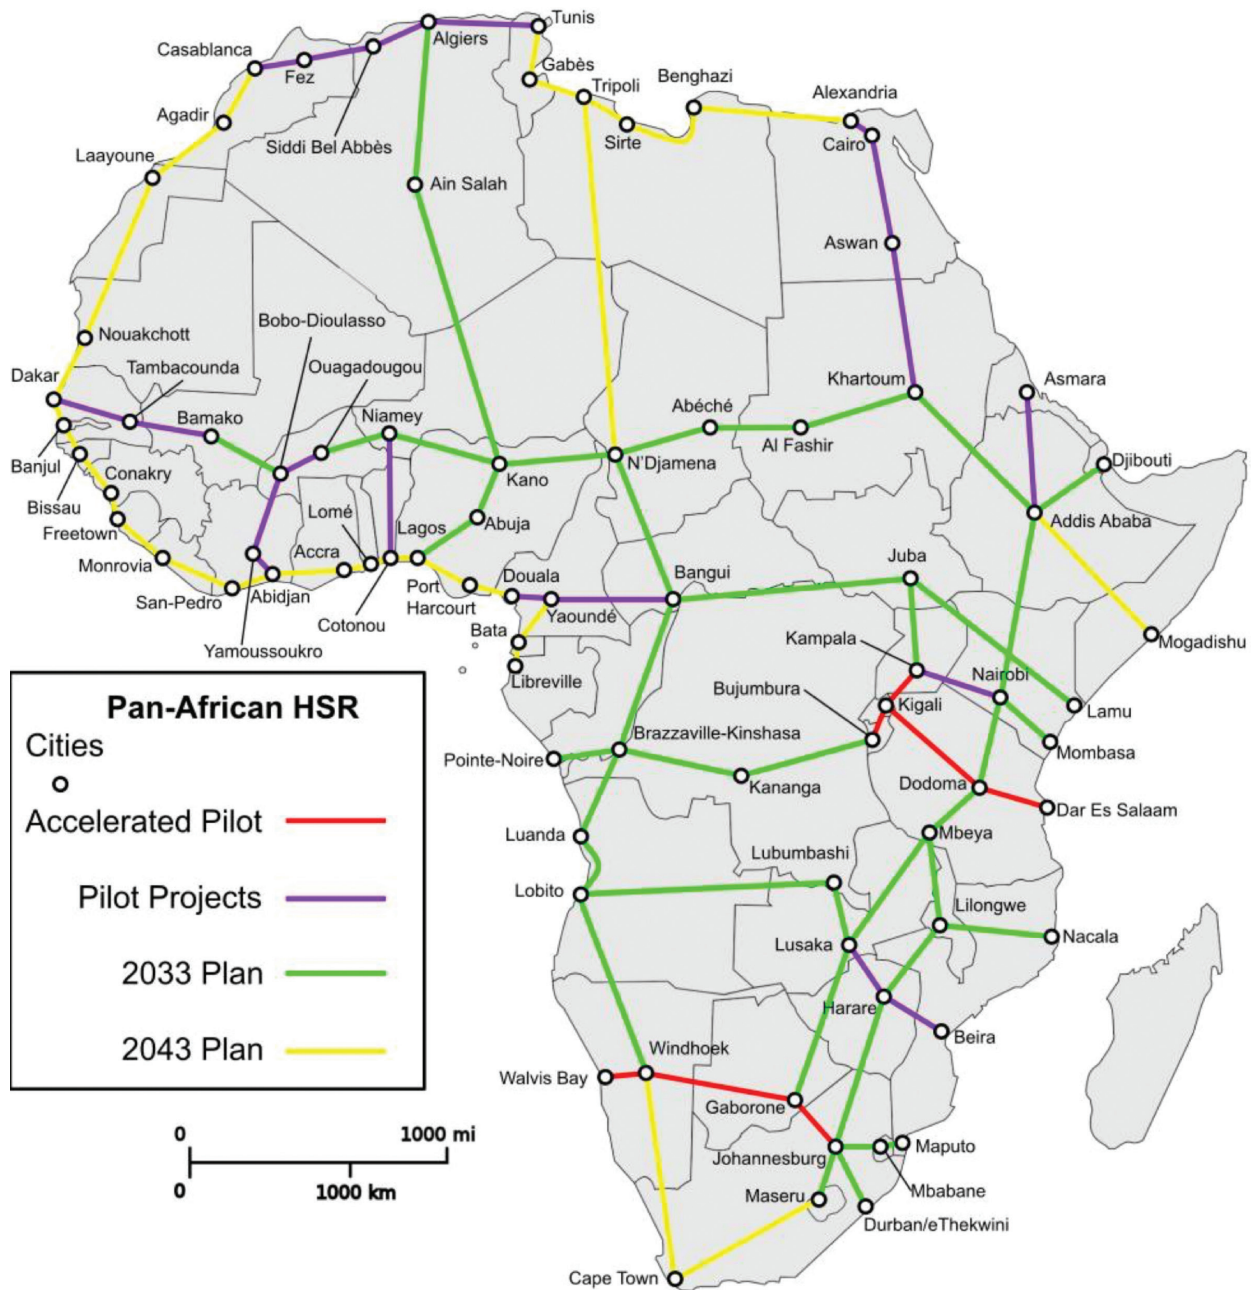 Tunis
Casablanca
Algiers
Fez
Gabès
Tripoli
Benghazi
Alexandria
Agadir
Siddi Bel Abbès
Sirte
Cairo
Laayoune
Ain Salah
Aswan
Bobo-Dioulasso
Nouakchott
Tambacounda
Ouagadougou
Dakar
Khartoum
Asmara
Bamako
Niamey
Abéché
Al Fashir
Banjul
Conakry
Kano
N'Djamena
Djibouti
Bissau
Lomé
Lagos
Abuja
Addis Ababa
Freetown
Accra
Juba
Monrovia
Port
Harcourt
Douala
Bangui
San-Pedro
Abidjan
Cotonou
Yaoundé
Bata
Kampala
Mogadishu
Yamoussoukro
Libreville
Bujumbura
Nairobi
Kigali
Lamu
Brazzaville-Kinshasa
Pointe-Noire
Mombasa
Kananga
Dodoma
Dar Es Salaam
Luanda
Mbeya
Lubumbashi
Lobito
Lilongwe
Lusaka
Nacala
Harare
Beira
Windhoek
Walvis Bay
Gaborone
Johannesburg
Maputo
Mbabane
Maseru
Durban/eThekwini
Cape Town
Pan-African HSR
Cities
Accelerated Pilot
Pilot Projects
2033 Plan
2043 Plan
0 1000 mi
0 1000 km